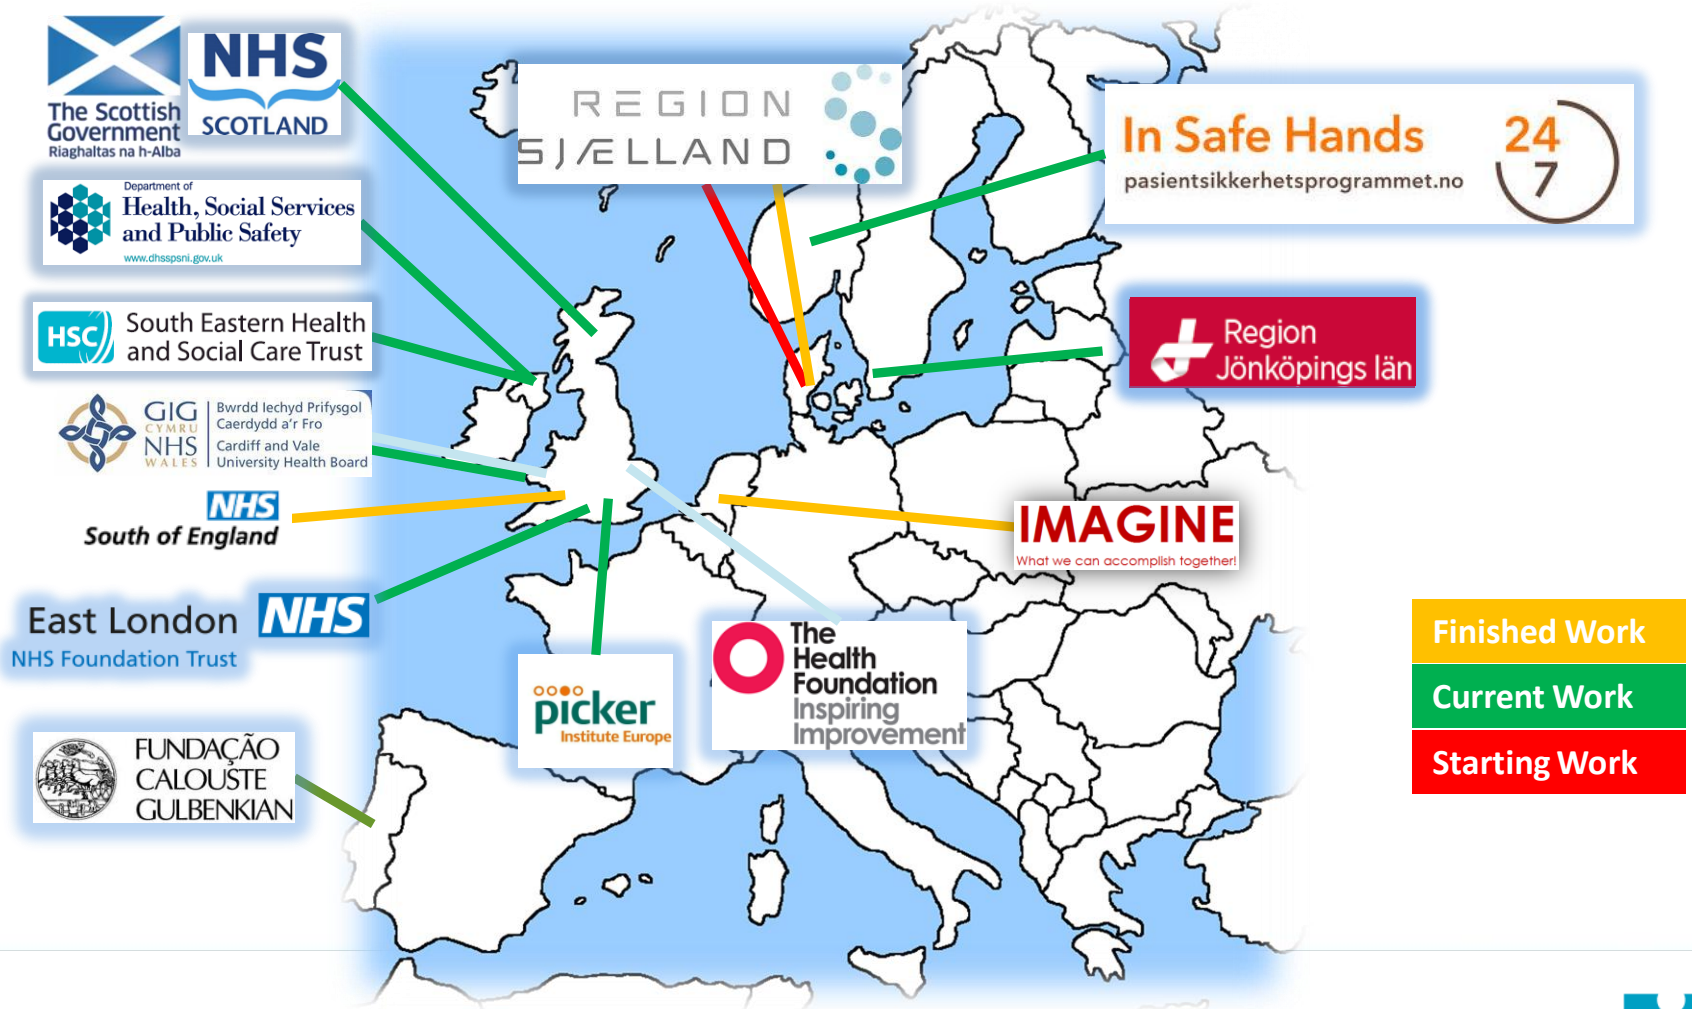 The Scottish
Government
Riaghaltas na h-Alba
NHS
SCOTLAND
REGION
SJÆLLAND
In Safe Hands
pasientsikkerhetsprogrammet.no
24
7
Department of
Health, Social Services
and Public Safety
www.dhsspsni.gov.uk
HSC
South Eastern Health
and Social Care Trust
Region
Jönköpings län
GIG
CYMRU
NHS
WALES
Bwrdd Iechyd Prifysgol
Caerdydd a'r Fro
Cardiff and Vale
University Health Board
NHS
South of England
IMAGINE
What we can accomplish together!
East London NHS
NHS Foundation Trust
picker
Institute Europe
The
Health
Foundation
Inspiring
Improvement
Finished Work
Current Work
Starting Work
FUNDAÇÃO
CALOUSTE
GULBENKIAN